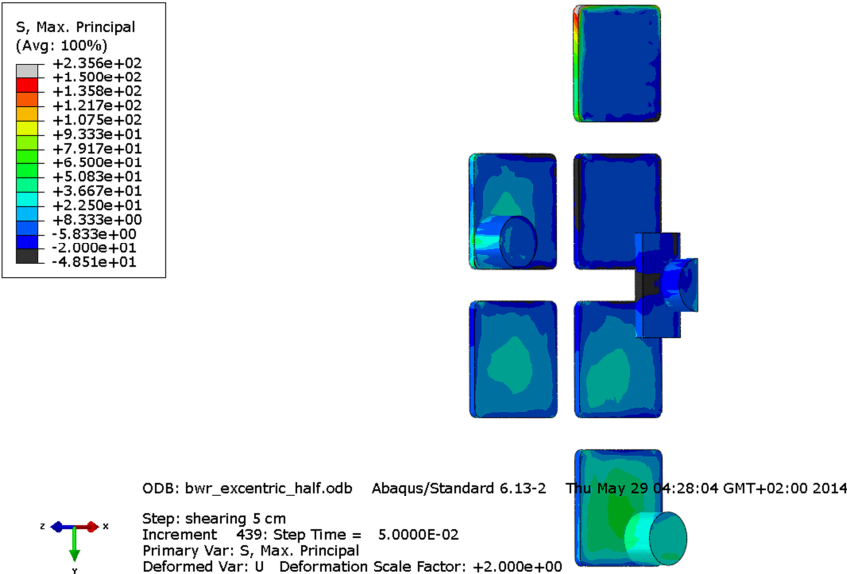 S, Max. Principal
(Avg: 100%)
+2.356e+02
+1.500e+02
+1.358e+02
+1.217e+02
+1.075e+02
+9.333e+01
+7.917e+01
+6.500e+01
+5.083e+01
+3.667e+01
+2.250e+01
+8.333e+00
-5.833e+00
-2.000e+01
-4.851e+01
ODB: bwr_excentric_half.odb Abaqus/Standard 6.13-2 Thu May 29 04:28:04 GMT+02:00 2014
Step: shearing 5 cm
Increment 439: Step Time = 5.0000E-02
Primary Var: S, Max. Principal
Deformed Var: U Deformation Scale Factor: +2.000e+00
Z X
Y